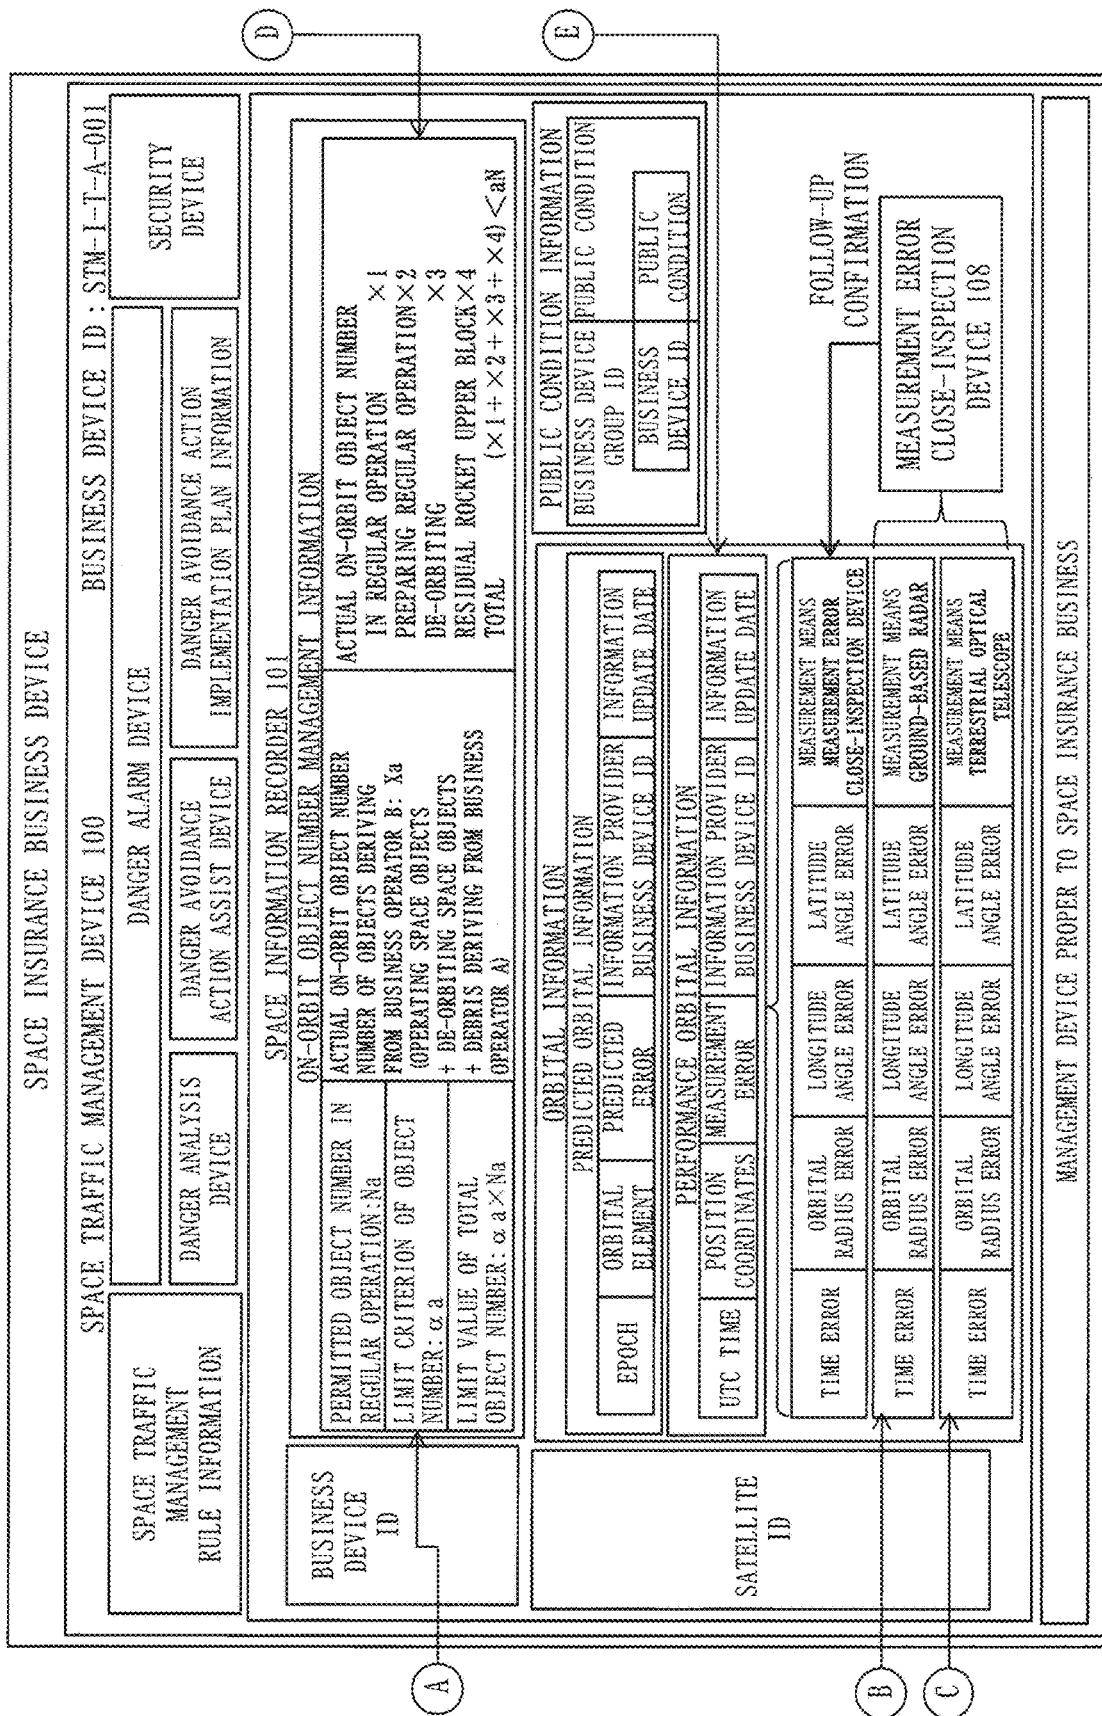 SPACE INSURANCE BUSINESS DEVICE
SPACE TRAFFIC MANAGEMENT DEVICE 100
BUSINESS DEVICE ID : STM-I-T-A-001
SPACE TRAFFIC
MANAGEMENT
RULE INFORMATION
DANGER ALARM DEVICE
DANGER ANALYSIS
DEVICE
DANGER AVOIDANCE
ACTION ASSIST DEVICE
DANGER AVOIDANCE ACTION
IMPLEMENTATION PLAN INFORMATION
SECURITY
DEVICE
SPACE INFORMATION RECORDER 101
BUSINESS
DEVICE
ID
ON-ORBIT OBJECT NUMBER MANAGEMENT INFORMATION
PERMITTED OBJECT NUMBER IN
REGULAR OPERATION:Na
LIMIT CRITERION OF OBJECT
NUMBER: α a
LIMIT VALUE OF TOTAL
OBJECT NUMBER: α a×Na
ACTUAL ON-ORBIT OBJECT NUMBER
NUMBER OF OBJECTS DERIVING
FROM BUSINESS OPERATOR B: Xa
(OPERATING SPACE OBJECTS
+ DE-ORBITING SPACE OBJECTS
+ DEBRIS DERIVING FROM BUSINESS
OPERATOR A)
ACTUAL ON-ORBIT OBJECT NUMBER
IN REGULAR OPERATION ×1
PREPARING REGULAR OPERATION×2
DE-ORBITING ×3
RESIDUAL ROCKET UPPER BLOCK×4
TOTAL (×1+×2+×3+×4)<aN
A
D
SATELLITE
ID
ORBITAL INFORMATION
PREDICTED ORBITAL INFORMATION
EPOCH
ORBITAL
ELEMENT
PREDICTED
ERROR
INFORMATION PROVIDER
BUSINESS DEVICE ID
INFORMATION
UPDATE DATE
PERFORMANCE ORBITAL INFORMATION
UTC TIME
POSITION
COORDINATES
MEASUREMENT
ERROR
INFORMATION PROVIDER
BUSINESS DEVICE ID
INFORMATION
UPDATE DATE
E
TIME ERROR
ORBITAL
RADIUS ERROR
LONGITUDE
ANGLE ERROR
LATITUDE
ANGLE ERROR
MEASUREMENT MEANS
MEASUREMENT ERROR
CLOSE-INSPECTION DEVICE
TIME ERROR
ORBITAL
RADIUS ERROR
LONGITUDE
ANGLE ERROR
LATITUDE
ANGLE ERROR
MEASUREMENT MEANS
GROUND-BASED RADAR
TIME ERROR
ORBITAL
RADIUS ERROR
LONGITUDE
ANGLE ERROR
LATITUDE
ANGLE ERROR
MEASUREMENT MEANS
TERRESTRIAL OPTICAL
TELESCOPE
B
C
PUBLIC CONDITION INFORMATION
BUSINESS DEVICE
GROUP ID
PUBLIC CONDITION
BUSINESS
DEVICE ID
PUBLIC
CONDITION
FOLLOW-UP
CONFIRMATION
MEASUREMENT ERROR
CLOSE-INSPECTION
DEVICE 108
MANAGEMENT DEVICE PROPER TO SPACE INSURANCE BUSINESS